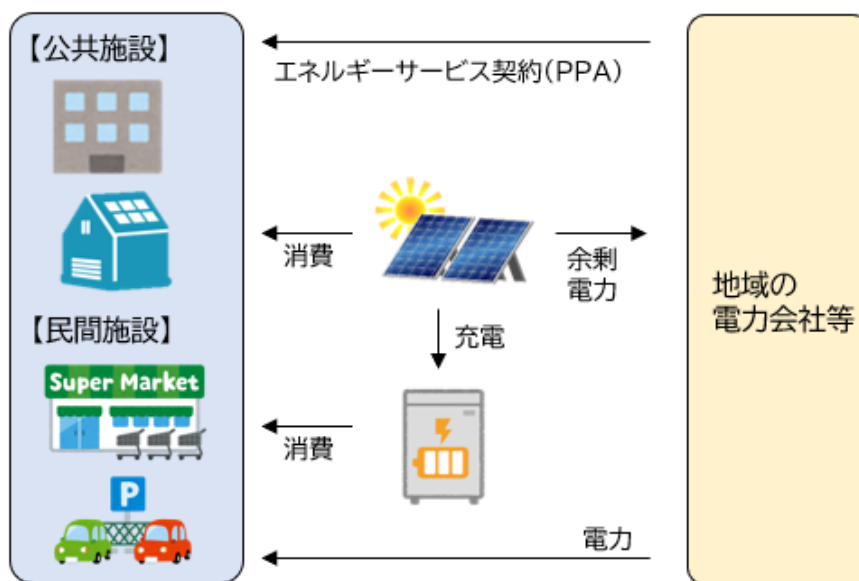 【公共施設】
エネルギーサービス契約(PPA)
消費
余剰
電力
充電
地域の
電力会社等
【民間施設】
Super Market
消費
P
電力